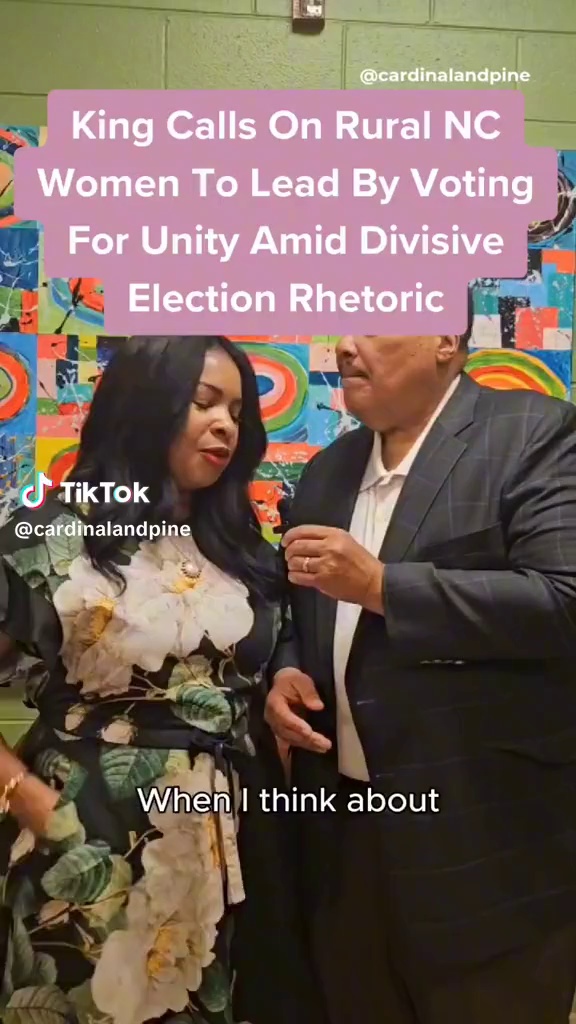 @cardinalandpine
King Calls On Rural NC
Women To Lead By Voting
For Unity Amid Divisive
Election Rhetoric
TikTok
@cardinalandpine
When I think about